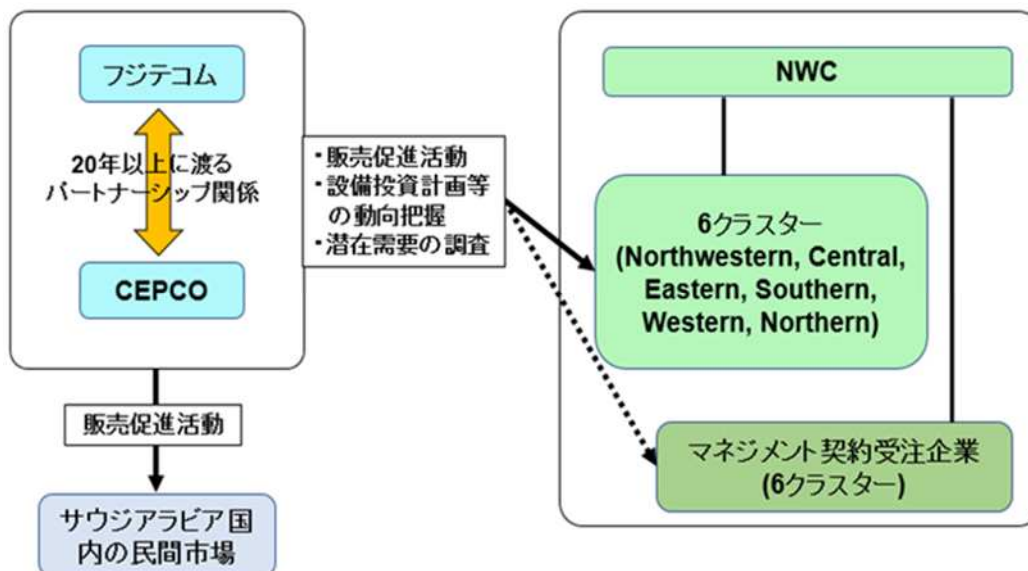 フジテコム
20年以上に渡る
パートナーシップ関係
CEPCO
販売促進活動
サウジアラビア国
内の民間市場
・販売促進活動
・設備投資計画等
の動向把握
・潜在需要の調査
NWC
6クラスター
(Northwestern, Central,
Eastern, Southern,
Western, Northern)
マネジメント契約受注企業
(6クラスター)